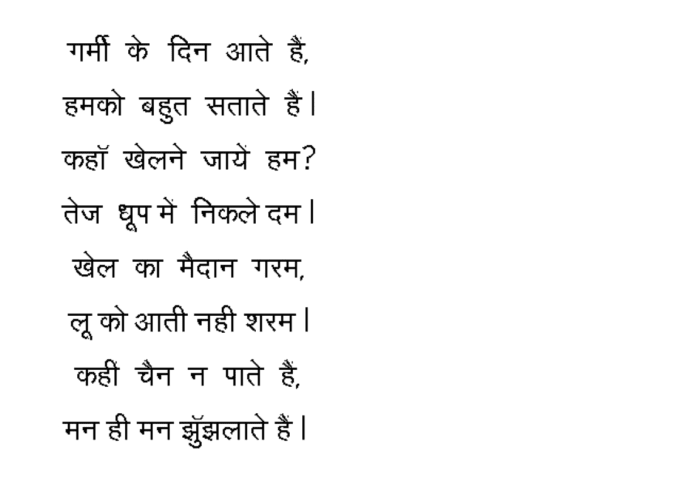 गर्मी के दिन आते हैं,
हमको बहुत सताते हैं |
कहाॅ खेलने जायें हम?
तेज धूप में निकले दम |
खेल का मैदान गरम,
लू को आती नही शरम |
कहीं चैन न पाते हैं,
मन ही मन झुॅझलाते हैं |